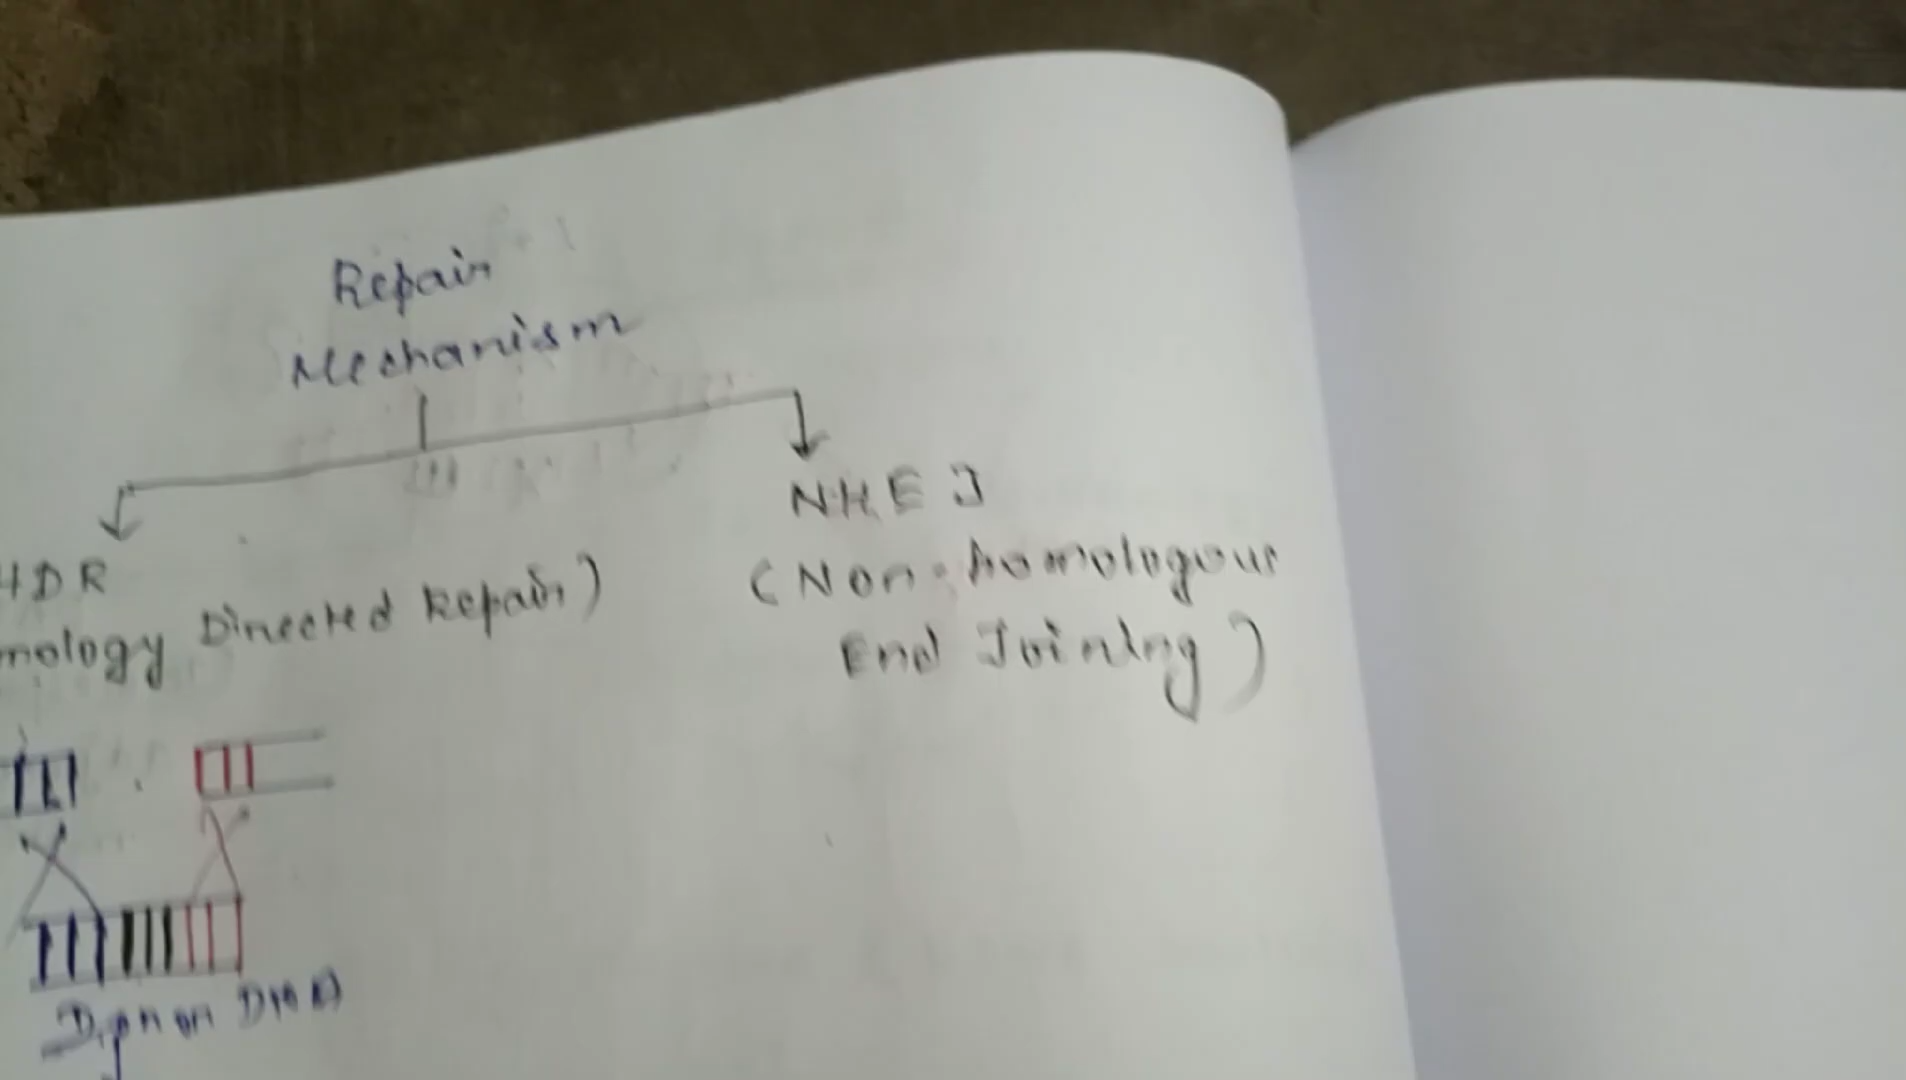 Repair
Mechanism
HDR
NHEJ
mology Directed Repair)
(Non-homologous
End Joining)
Donor DNA